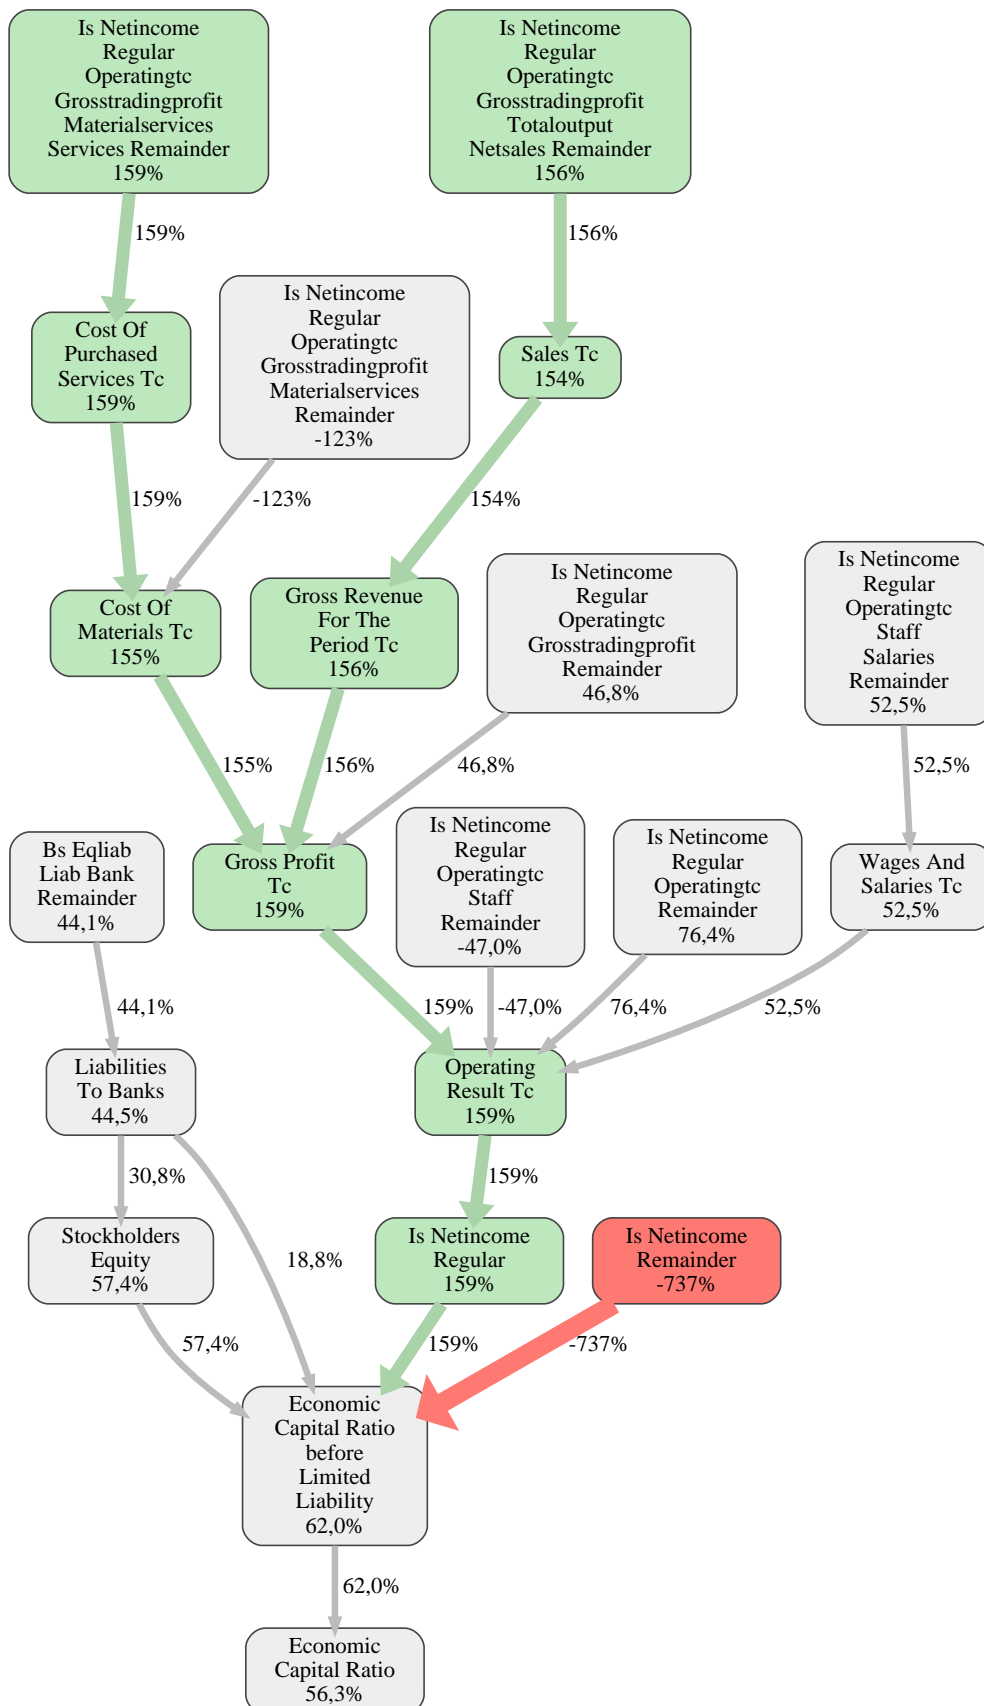 Is Netincome
Regular
Operatingtc
Grosstradingprofit
Materialservices
Services Remainder
159%
Is Netincome
Regular
Operatingtc
Grosstradingprofit
Totaloutput
Netsales Remainder
156%
159%
156%
Is Netincome
Regular
Operatingtc
Grosstradingprofit
Materialservices
Remainder
-123%
Cost Of
Purchased
Services Tc
159%
Sales Tc
154%
159%
-123%
154%
Cost Of
Materials Tc
155%
Gross Revenue
For The
Period Tc
156%
Is Netincome
Regular
Operatingtc
Grosstradingprofit
Remainder
46,8%
Is Netincome
Regular
Operatingtc
Staff
Salaries
Remainder
52,5%
155%
156%
46,8%
52,5%
Bs Eqliab
Liab Bank
Remainder
44,1%
Gross Profit
Tc
159%
Is Netincome
Regular
Operatingtc
Staff
Remainder
-47,0%
Is Netincome
Regular
Operatingtc
Remainder
76,4%
Wages And
Salaries Tc
52,5%
44,1%
159%
-47,0%
76,4%
52,5%
Liabilities
To Banks
44,5%
Operating
Result Tc
159%
30,8%
159%
Stockholders
Equity
57,4%
18,8%
Is Netincome
Regular
159%
Is Netincome
Remainder
-737%
57,4%
159%
-737%
Economic
Capital Ratio
before
Limited
Liability
62,0%
62,0%
Economic
Capital Ratio
56,3%